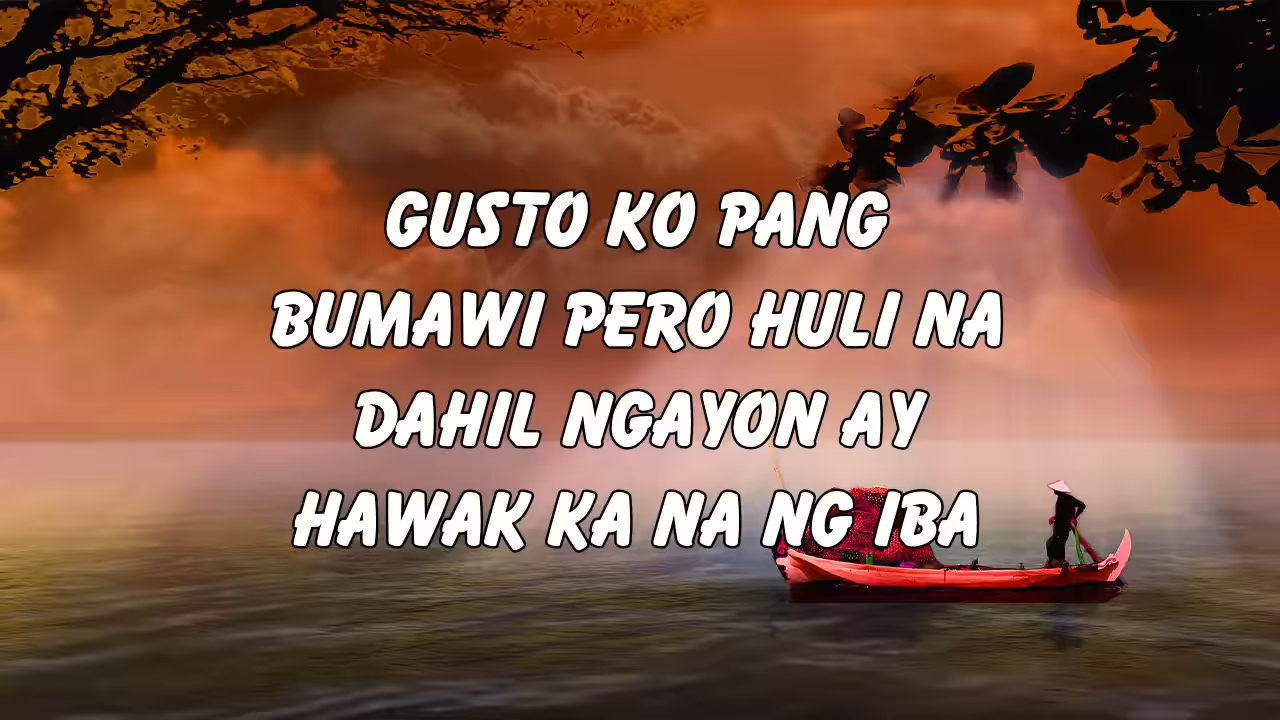 GUSTO KO PANG
BUMAWI PERO HULI NA
DAHIL NGAYON AY
HAWAK KA NA NG IBA